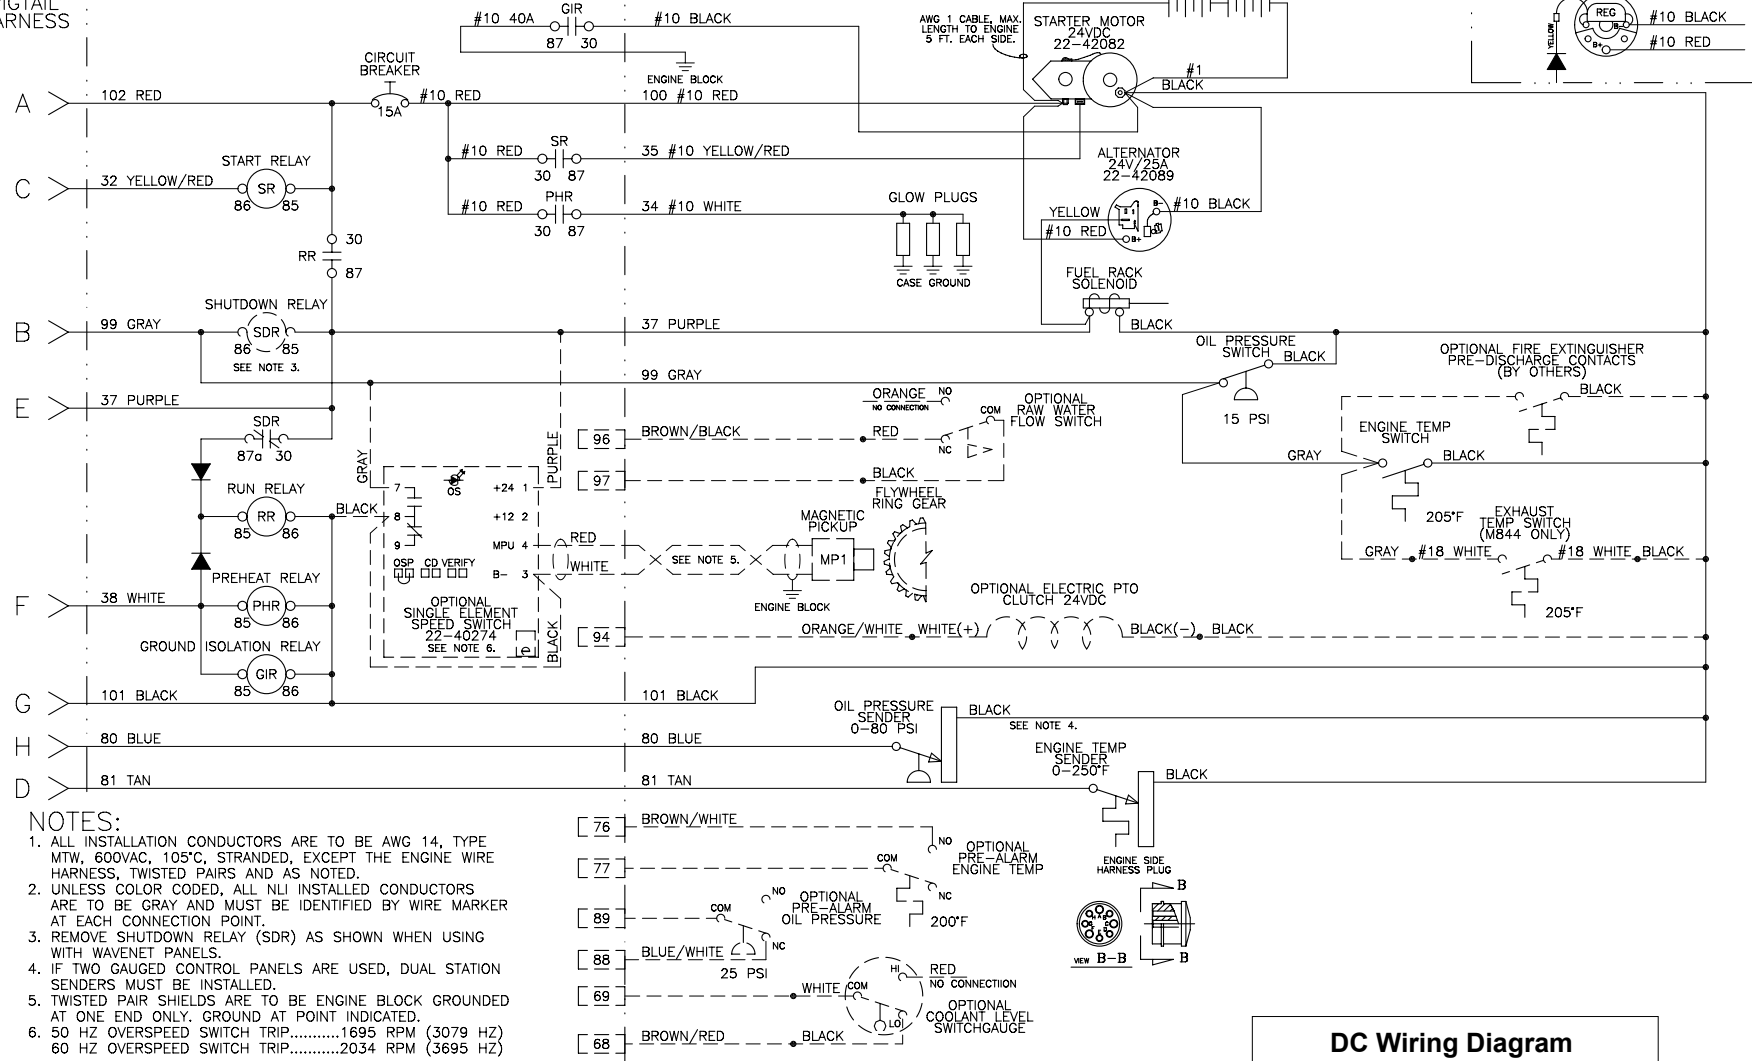 PIGTAIL
HARNESS
#10 40A
GIR
87 30
#10 BLACK
ENGINE BLOCK
AWG 1 CABLE, MAX.
LENGTH TO ENGINE
5 FT. EACH SIDE.
STARTER MOTOR
24VDC
22-42082
#1
BLACK
YELLOW
REG
B-
B+
#10 BLACK
#10 RED
A
102 RED
CIRCUIT
BREAKER
15A
#10 RED
100 #10 RED
#10 RED
SR
30 87
35 #10 YELLOW/RED
ALTERNATOR
24V/25A
22-42089
YELLOW
#10 RED
B-
B+
#10 BLACK
C
32 YELLOW/RED
START RELAY
SR
86 85
#10 RED
PHR
30 87
34 #10 WHITE
GLOW PLUGS
CASE GROUND
30
RR
87
FUEL RACK
SOLENOID
BLACK
B
99 GRAY
SHUTDOWN RELAY
SDR
86 85
SEE NOTE 3.
37 PURPLE
OIL PRESSURE
SWITCH
BLACK
15 PSI
OPTIONAL FIRE EXTINGUISHER
PRE-DISCHARGE CONTACTS
(BY OTHERS)
BLACK
99 GRAY
E
37 PURPLE
SDR
87a 30
ORANGE
NO CONNECTION
NO
COM
NC
OPTIONAL
RAW WATER
FLOW SWITCH
96
BROWN/BLACK
RED
97
BLACK
ENGINE TEMP
SWITCH
GRAY
BLACK
205°F
EXHAUST
TEMP SWITCH
(M844 ONLY)
GRAY
#18 WHITE
#18 WHITE
BLACK
205°F
RUN RELAY
RR
85 86
BLACK
GRAY
PURPLE
7
8
9
OS
+24 1
+12 2
MPU 4
B- 3
OSP CD VERIFY
OPTIONAL
SINGLE ELEMENT
SPEED SWITCH
22-40274
SEE NOTE 6.
BLACK
RED
WHITE
SEE NOTE 5.
MAGNETIC
PICKUP
MP1
ENGINE BLOCK
FLYWHEEL
RING GEAR
F
38 WHITE
PREHEAT RELAY
PHR
85 86
GROUND ISOLATION RELAY
GIR
85 86
94
ORANGE/WHITE
WHITE(+)
OPTIONAL ELECTRIC PTO
CLUTCH 24VDC
BLACK(-)
BLACK
G
101 BLACK
101 BLACK
OIL PRESSURE
SENDER
0-80 PSI
BLACK
SEE NOTE 4.
H
80 BLUE
80 BLUE
ENGINE TEMP
SENDER
0-250°F
BLACK
D
81 TAN
81 TAN
NOTES:
1. ALL INSTALLATION CONDUCTORS ARE TO BE AWG 14, TYPE
MTW, 600VAC, 105°C, STRANDED, EXCEPT THE ENGINE WIRE
HARNESS, TWISTED PAIRS AND AS NOTED.
2. UNLESS COLOR CODED, ALL NLI INSTALLED CONDUCTORS
ARE TO BE GRAY AND MUST BE IDENTIFIED BY WIRE MARKER
AT EACH CONNECTION POINT.
3. REMOVE SHUTDOWN RELAY (SDR) AS SHOWN WHEN USING
WITH WAVENET PANELS.
4. IF TWO GAUGED CONTROL PANELS ARE USED, DUAL STATION
SENDERS MUST BE INSTALLED.
5. TWISTED PAIR SHIELDS ARE TO BE ENGINE BLOCK GROUNDED
AT ONE END ONLY. GROUND AT POINT INDICATED.
6. 50 HZ OVERSPEED SWITCH TRIP...........1695 RPM (3079 HZ)
60 HZ OVERSPEED SWITCH TRIP...........2034 RPM (3695 HZ)
76
BROWN/WHITE
NO
77
COM
NC
OPTIONAL
PRE-ALARM
ENGINE TEMP
200°F
89
COM
NO
NC
OPTIONAL
PRE-ALARM
OIL PRESSURE
88
BLUE/WHITE
25 PSI
69
WHITE
COM
HI
LO
RED
NO CONNECTION
OPTIONAL
COOLANT LEVEL
SWITCHGAUGE
68
BROWN/RED
BLACK
ENGINE SIDE
HARNESS PLUG
B
B
VIEW B-B
DC Wiring Diagram